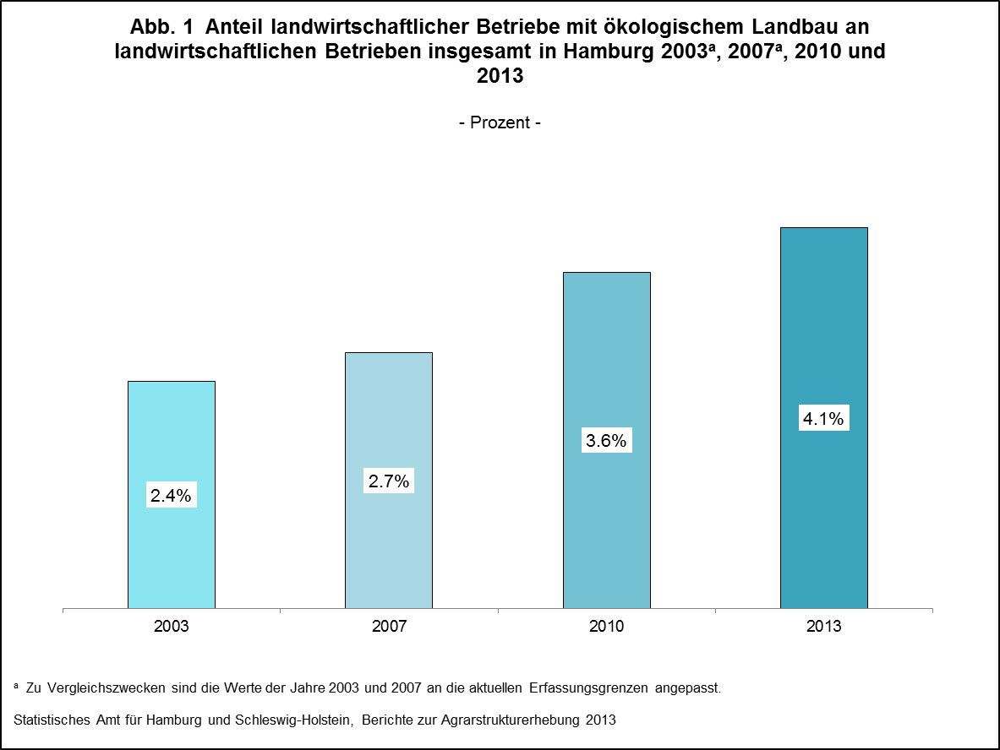 Abb. 1 Anteil landwirtschaftlicher Betriebe mit ökologischem Landbau an
landwirtschaftlichen Betrieben insgesamt in Hamburg 2003ᵃ, 2007ᵃ, 2010 und
2013
- Prozent -
2.4%
2.7%
3.6%
4.1%
2003
2007
2010
2013
ᵃ Zu Vergleichszwecken sind die Werte der Jahre 2003 und 2007 an die aktuellen Erfassungsgrenzen angepasst.
Statistisches Amt für Hamburg und Schleswig-Holstein, Berichte zur Agrarstrukturerhebung 2013